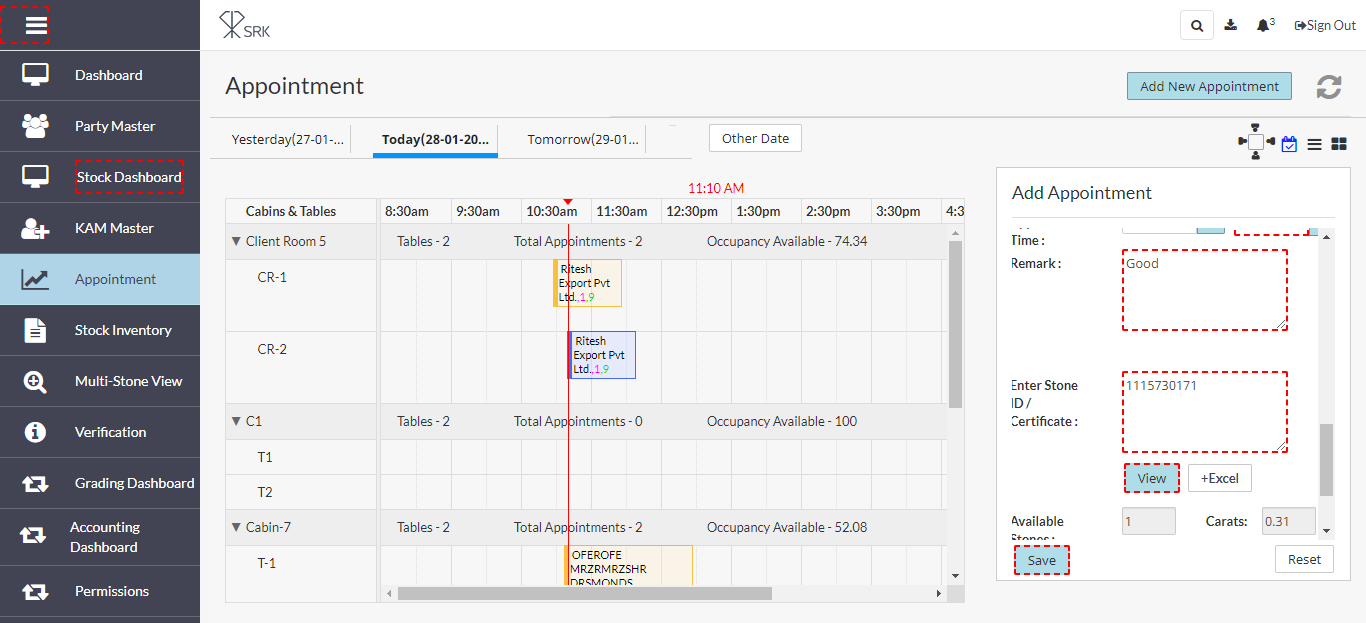 SRK
3
Sign Out
Dashboard
Party Master
Stock Dashboard
KAM Master
Appointment
Stock Inventory
Multi-Stone View
Verification
Grading Dashboard
Accounting
Dashboard
Permissions
Appointment
Add New Appointment
Yesterday(27-01-...
Today(28-01-20...
Tomorrow(29-01...
Other Date
11:10 AM
Cabins & Tables
8:30am 9:30am 10:30am 11:30am 12:30pm 1:30pm 2:30pm 3:30pm 4:3
Client Room 5 Tables - 2 Total Appointments - 2 Occupancy Available - 74.34
CR-1
Ritesh
Export Pvt
Ltd.,1,9
CR-2
Ritesh
Export Pvt
Ltd.,1,9
C1 Tables - 2 Total Appointments - 0 Occupancy Available - 100
T1
T2
Cabin-7 Tables - 2 Total Appointments - 2 Occupancy Available - 52.08
T-1
OFEROFE
MRZRMRZSHR
DRSMONDS
Add Appointment
Time :
Remark :
Good
Enter Stone
ID /
Certificate :
1115730171
View
+Excel
Available
Stones :
1
Carats:
0.31
Save
Reset